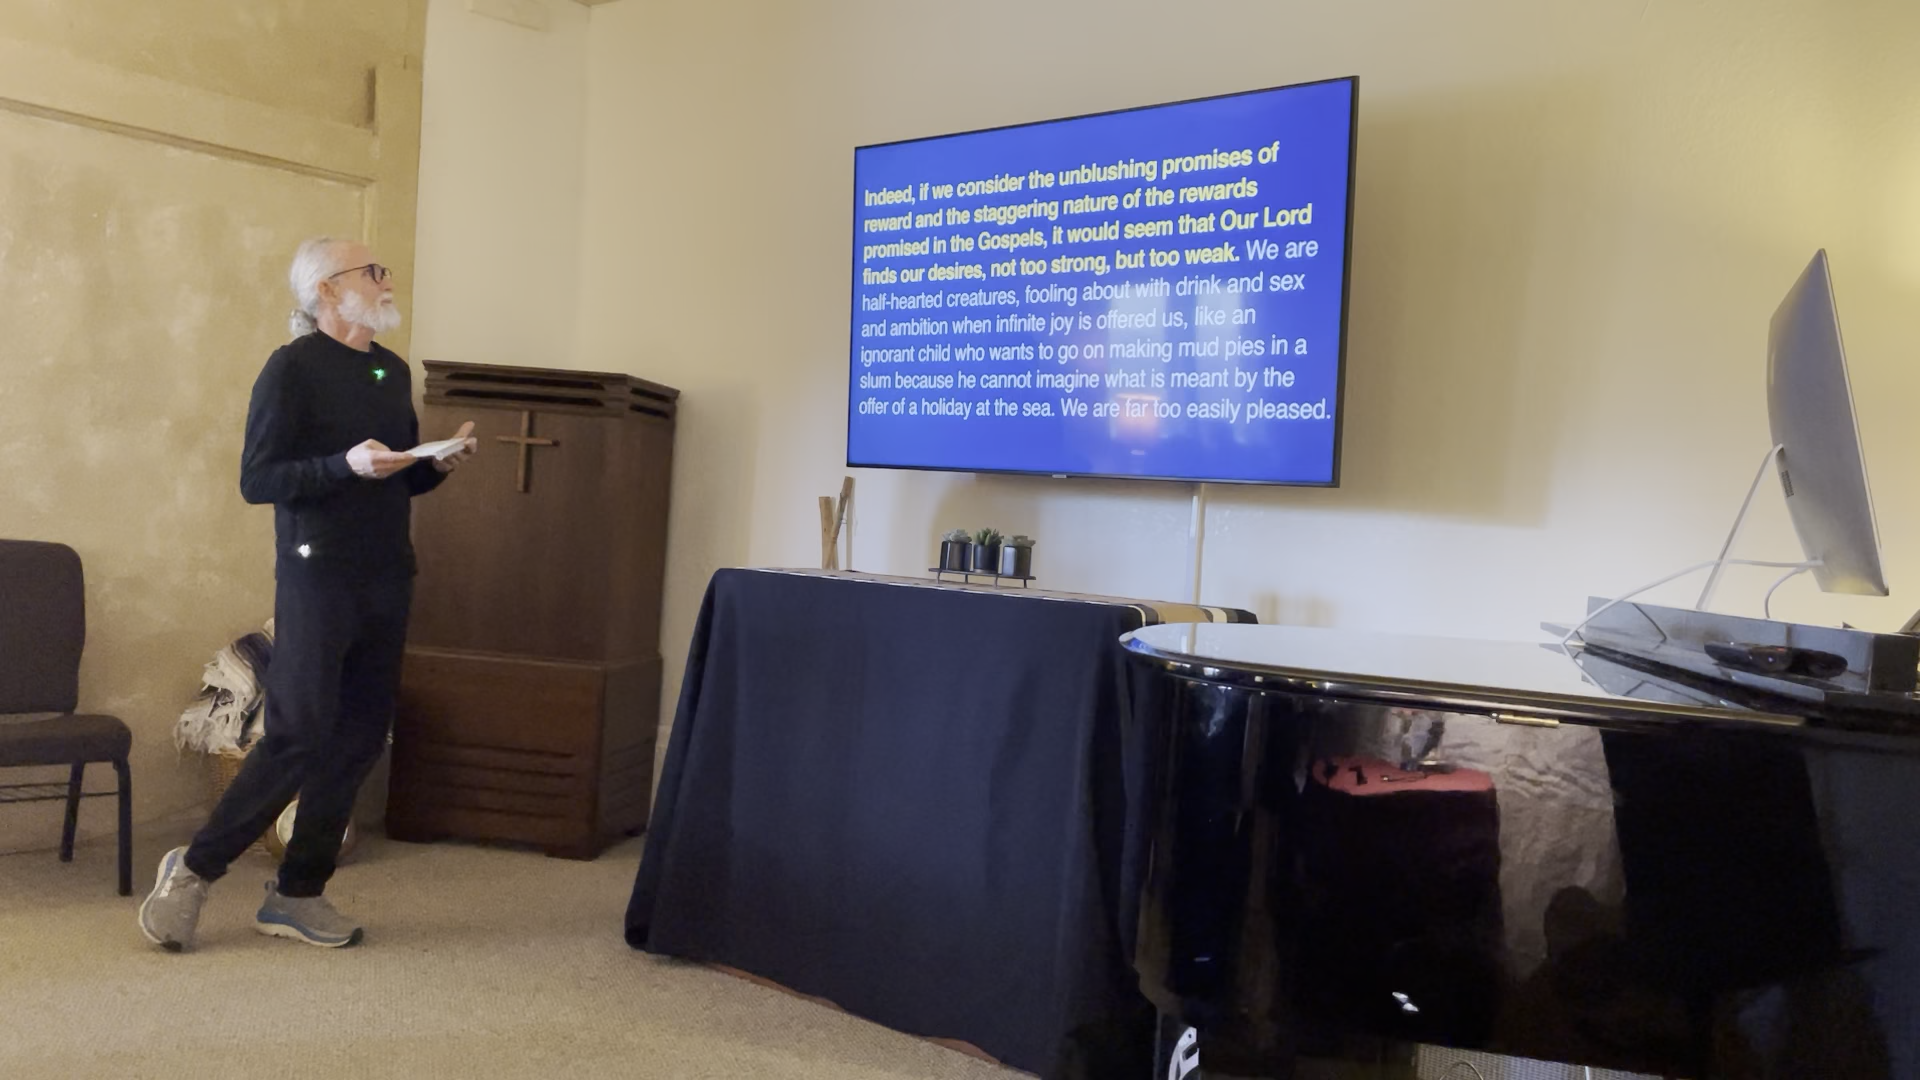 Indeed, if we consider the unblushing promises of
reward and the staggering nature of the rewards
promised in the Gospels, it would seem that Our Lord
finds our desires, not too strong, but too weak. We are
half-hearted creatures, fooling about with drink and sex
and ambition when infinite joy is offered us, like an
ignorant child who wants to go on making mud pies in a
slum because he cannot imagine what is meant by the
offer of a holiday at the sea. We are far too easily pleased.